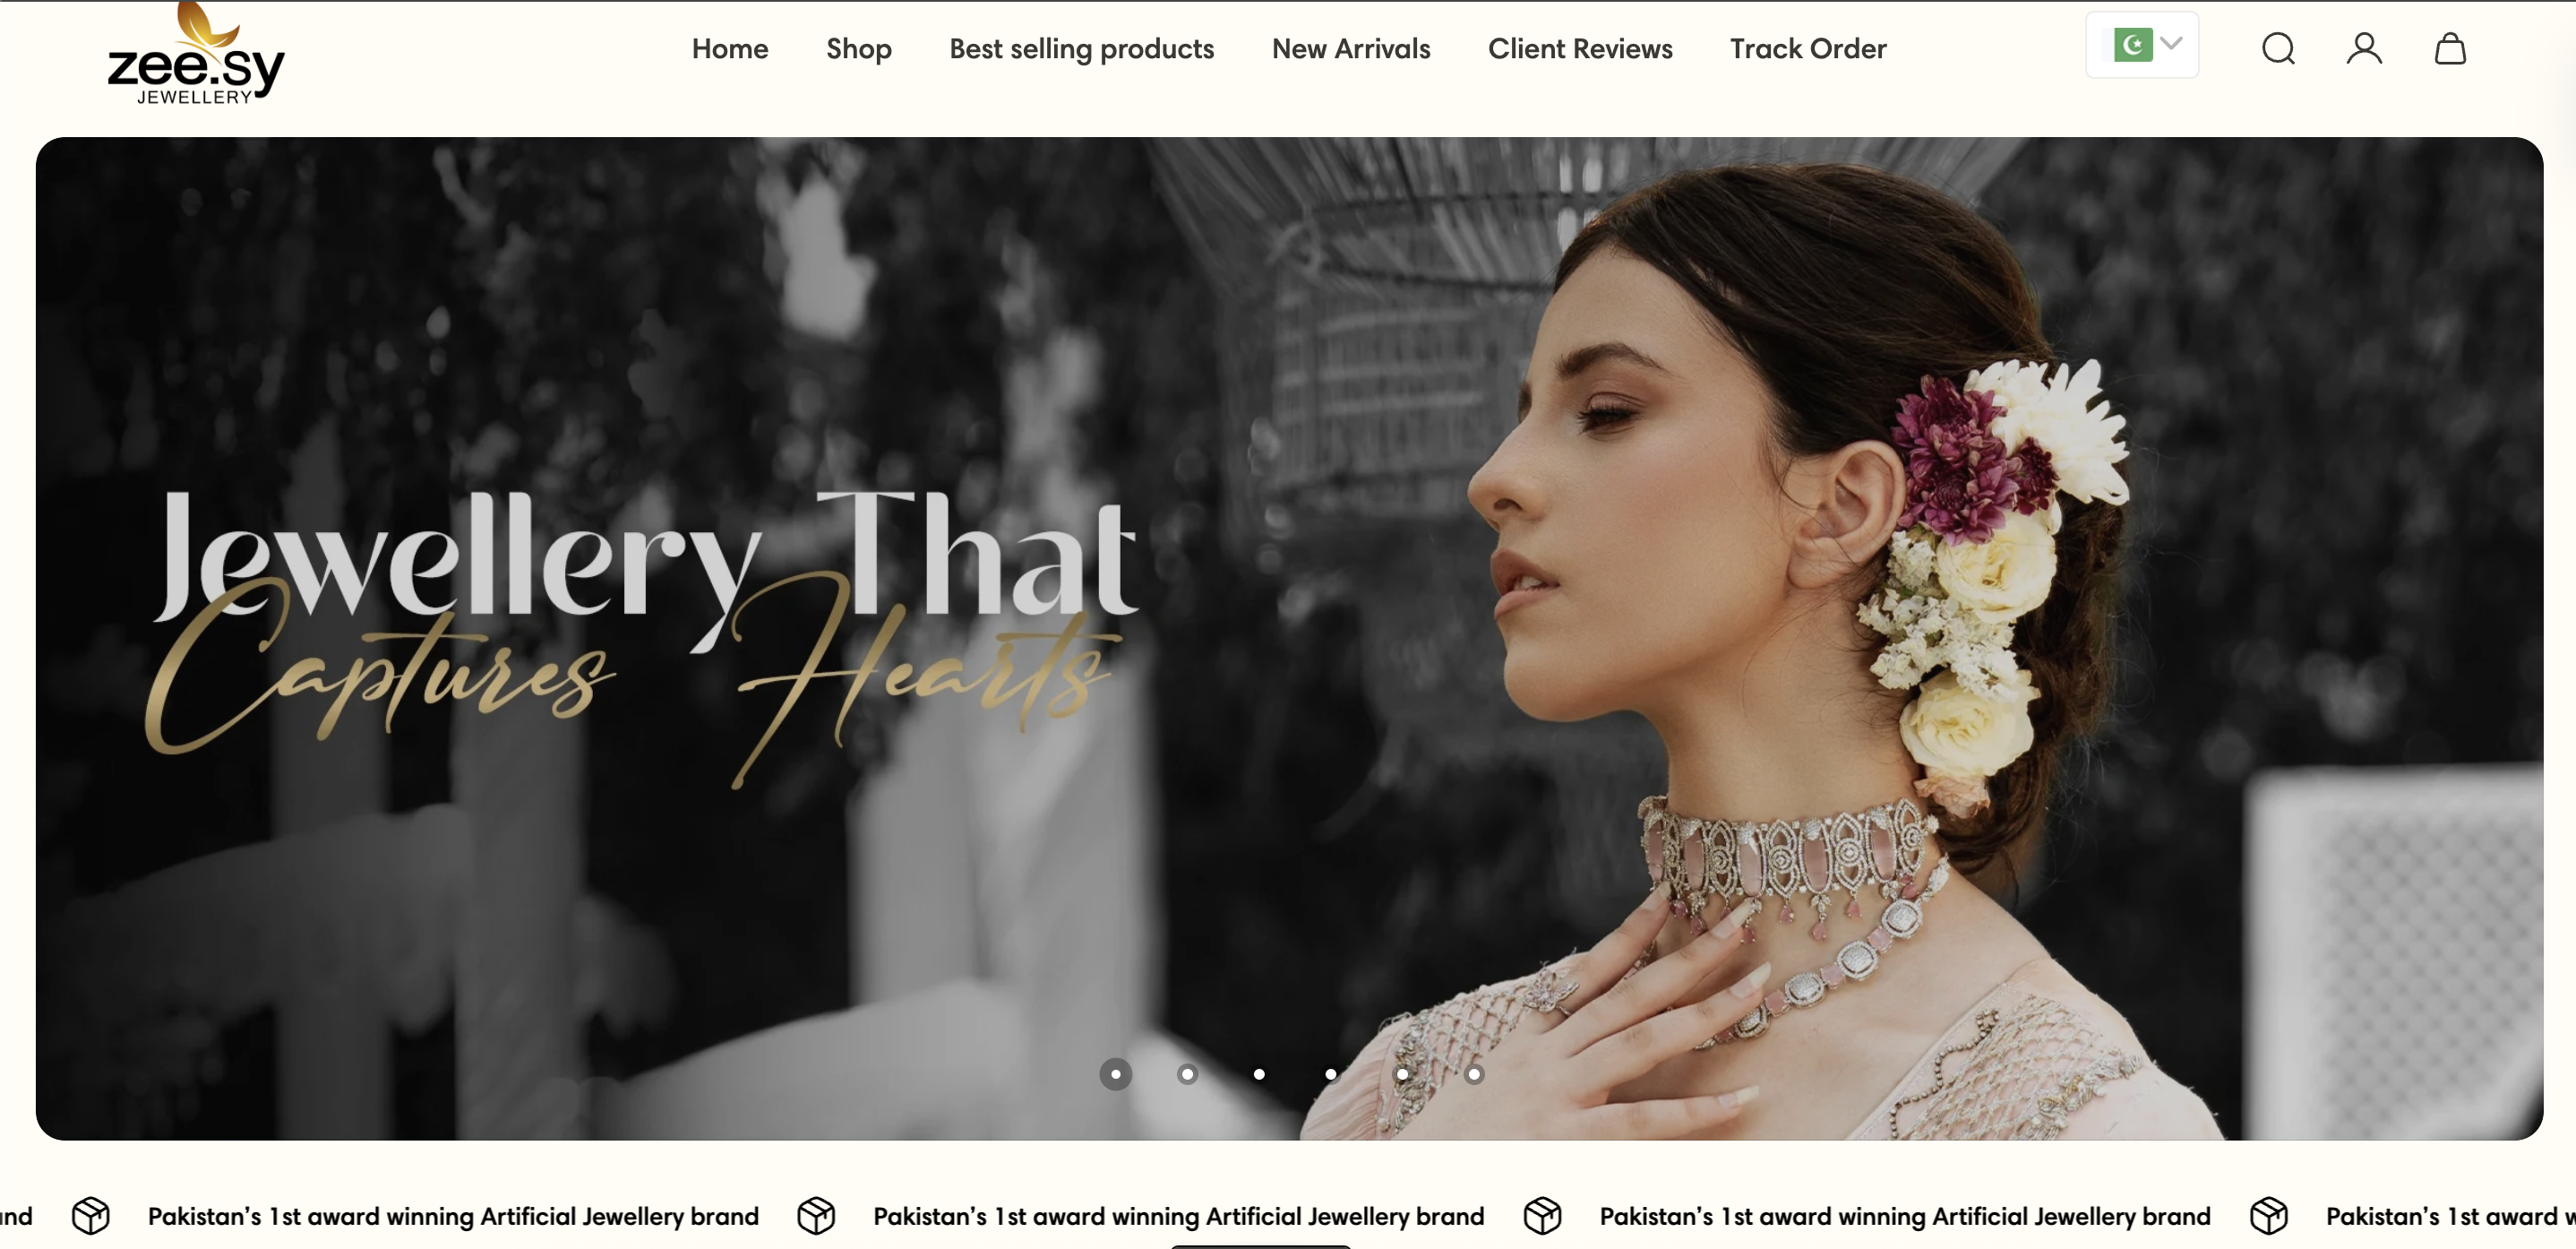 zee.sy
JEWELLERY
Home Shop Best selling products New Arrivals Client Reviews Track Order
Jewellery That
Captures Hearts
Pakistan’s 1st award winning Artificial Jewellery brand Pakistan’s 1st award winning Artificial Jewellery brand Pakistan’s 1st award winning Artificial Jewellery brand Pakistan’s 1st award